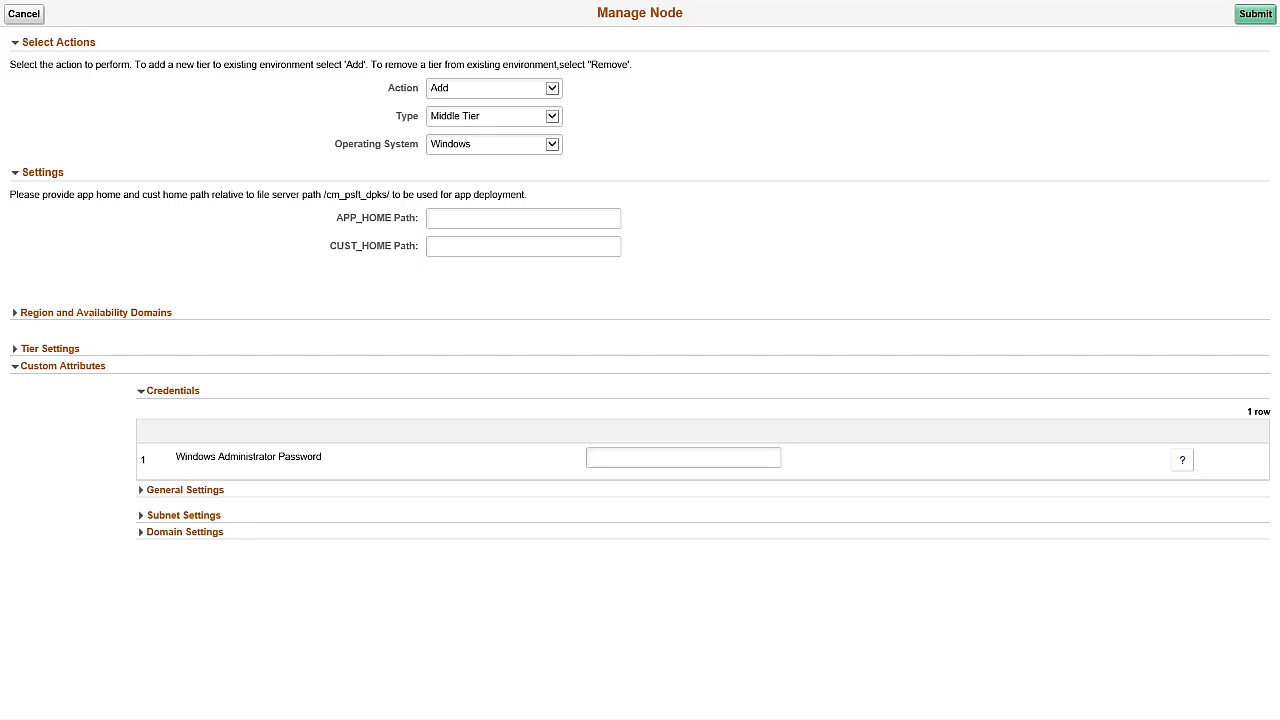 Cancel
Manage Node
Submit
Select Actions
Select the action to perform. To add a new tier to existing environment select 'Add'. To remove a tier from existing environment,select "Remove'.
Action
Add
Type
Middle Tier
Operating System
Windows
Settings
Please provide app home and cust home path relative to file server path /cm_psft_dpks/ to be used for app deployment.
APP_HOME Path:
CUST_HOME Path:
Region and Availability Domains
Tier Settings
Custom Attributes
Credentials
1 row
1 Windows Administrator Password ?
General Settings
Subnet Settings
Domain Settings